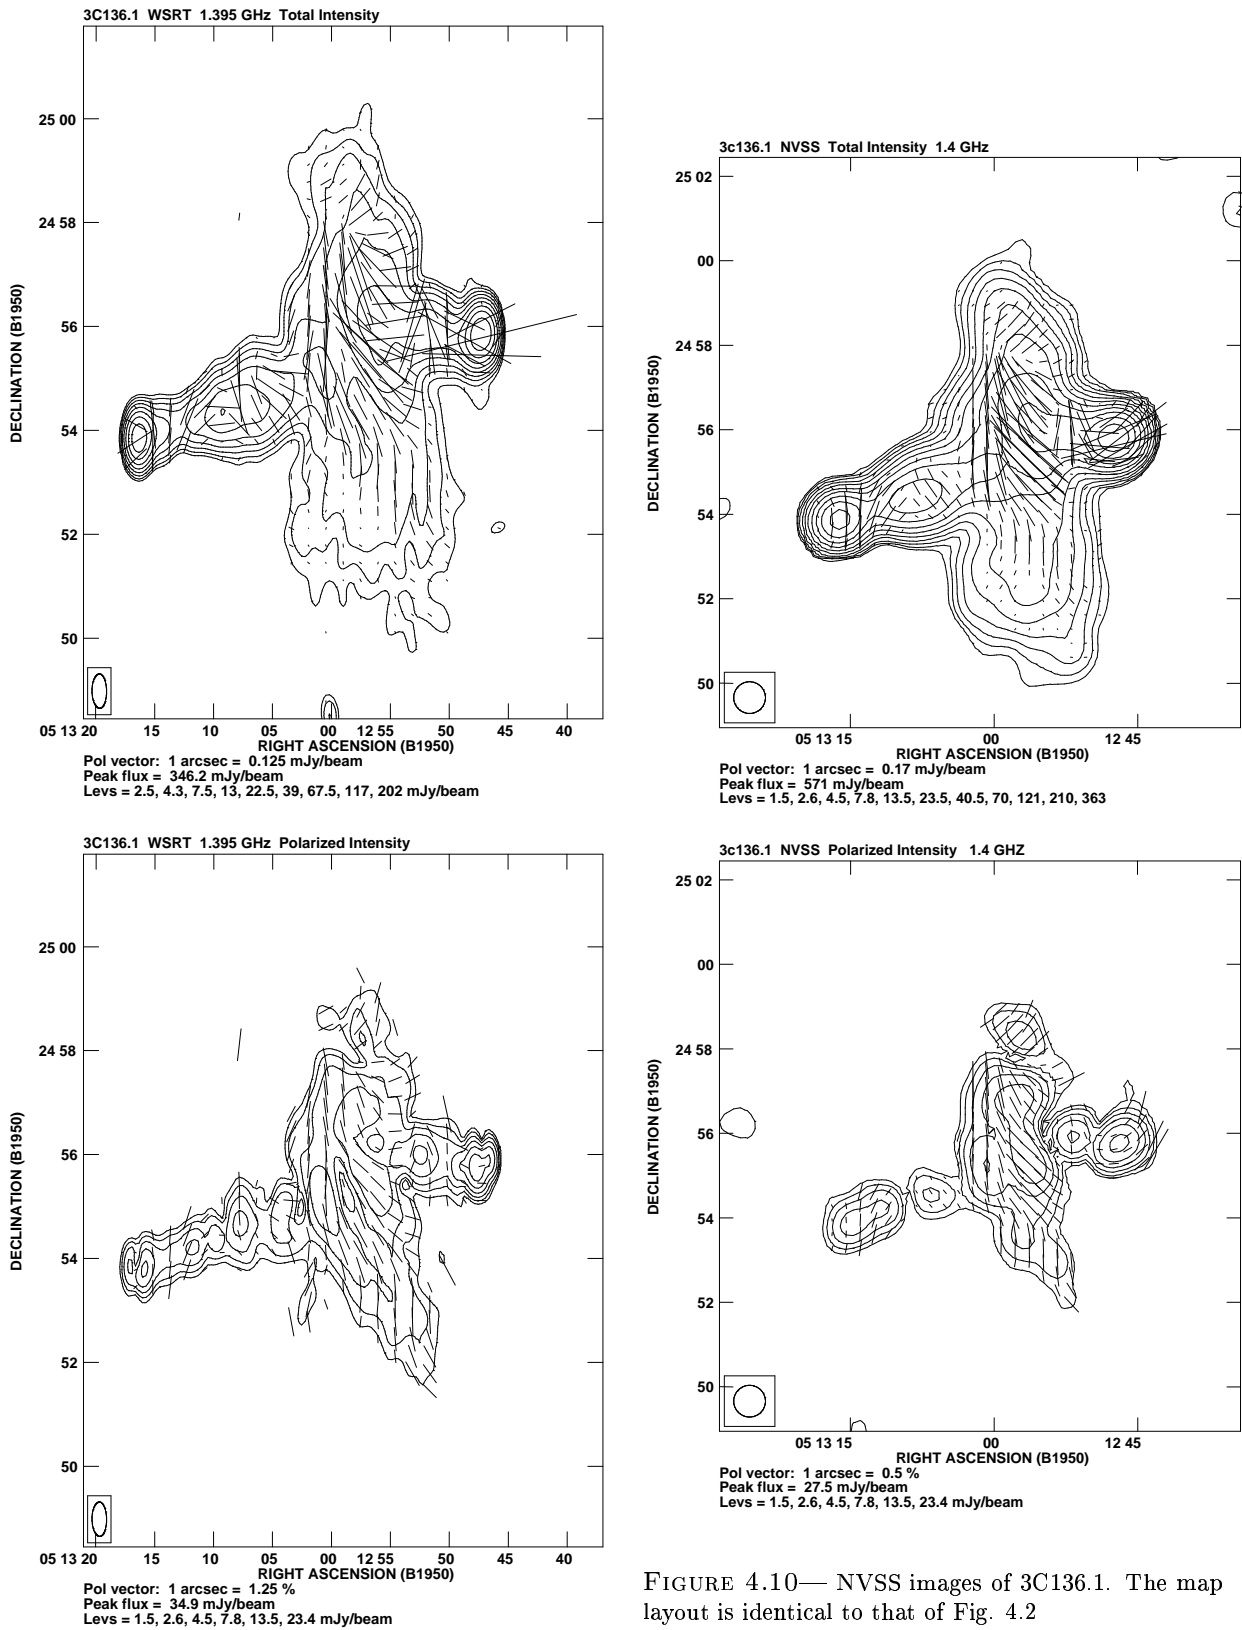 3C136.1 WSRT 1.395 GHz Total Intensity
25 00
24 58
56
54
52
50
DECLINATION (B1950)
05 13 20 15 10 05 00 12 55 50 45 40
RIGHT ASCENSION (B1950)
Pol vector: 1 arcsec = 0.125 mJy/beam
Peak flux = 346.2 mJy/beam
Levs = 2.5, 4.3, 7.5, 13, 22.5, 39, 67.5, 117, 202 mJy/beam
3c136.1 NVSS Total Intensity 1.4 GHz
25 02
00
24 58
56
54
52
50
DECLINATION (B1950)
05 13 15 00 12 45
RIGHT ASCENSION (B1950)
Pol vector: 1 arcsec = 0.17 mJy/beam
Peak flux = 571 mJy/beam
Levs = 1.5, 2.6, 4.5, 7.8, 13.5, 23.5, 40.5, 70, 121, 210, 363
3C136.1 WSRT 1.395 GHz Polarized Intensity
25 00
24 58
56
54
52
50
DECLINATION (B1950)
05 13 20 15 10 05 00 12 55 50 45 40
RIGHT ASCENSION (B1950)
Pol vector: 1 arcsec = 1.25 %
Peak flux = 34.9 mJy/beam
Levs = 1.5, 2.6, 4.5, 7.8, 13.5, 23.4 mJy/beam
3c136.1 NVSS Polarized Intensity 1.4 GHZ
25 02
00
24 58
56
54
52
50
DECLINATION (B1950)
05 13 15 00 12 45
RIGHT ASCENSION (B1950)
Pol vector: 1 arcsec = 0.5 %
Peak flux = 27.5 mJy/beam
Levs = 1.5, 2.6, 4.5, 7.8, 13.5, 23.4 mJy/beam
FIGURE 4.10— NVSS images of 3C136.1. The map
layout is identical to that of Fig. 4.2